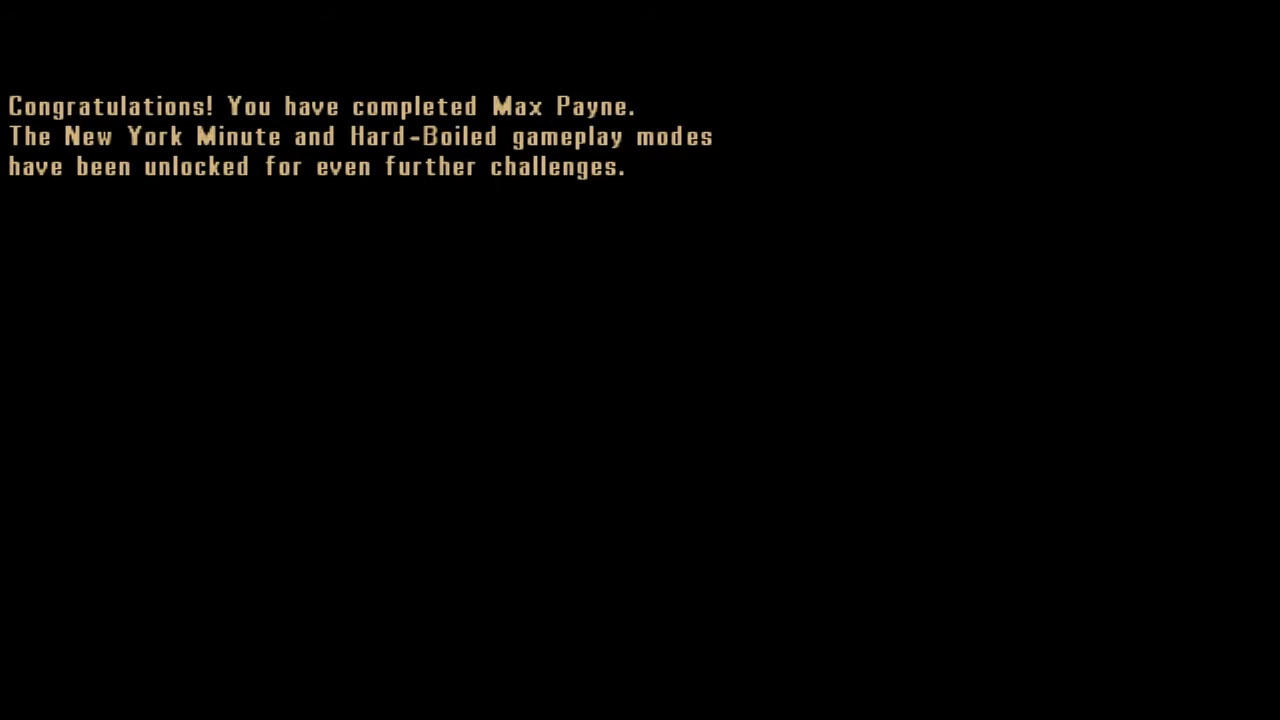 Congratulations! You have completed Max Payne.
The New York Minute and Hard-Boiled gameplay modes
have been unlocked for even further challenges.